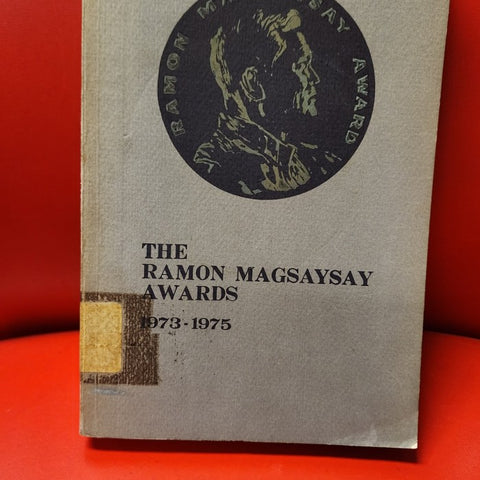 RAMON MAGSAYSAY AWARD
THE
RAMON MAGSAYSAY
AWARDS
1973-1975